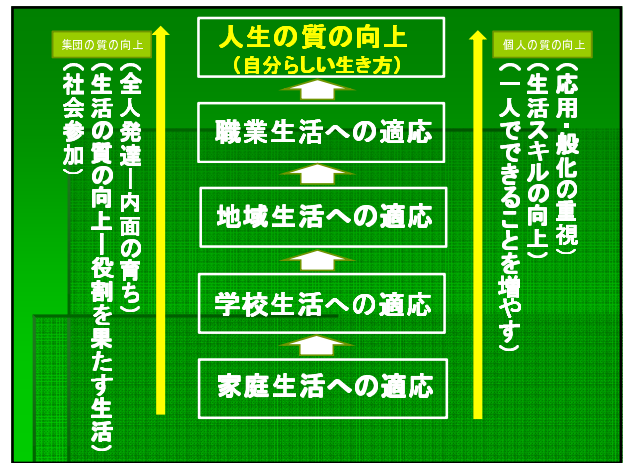 人生の質の向上
（自分らしい生き方）
職業生活への適応
地域生活への適応
学校生活への適応
家庭生活への適応
集団の質の向上
（全人発達ー内面の育ち）
（生活の質の向上ー役割を果たす生活）
（社会参加）
個人の質の向上
（応用・般化の重視）
（生活スキルの向上）
（一人でできることを増やす）